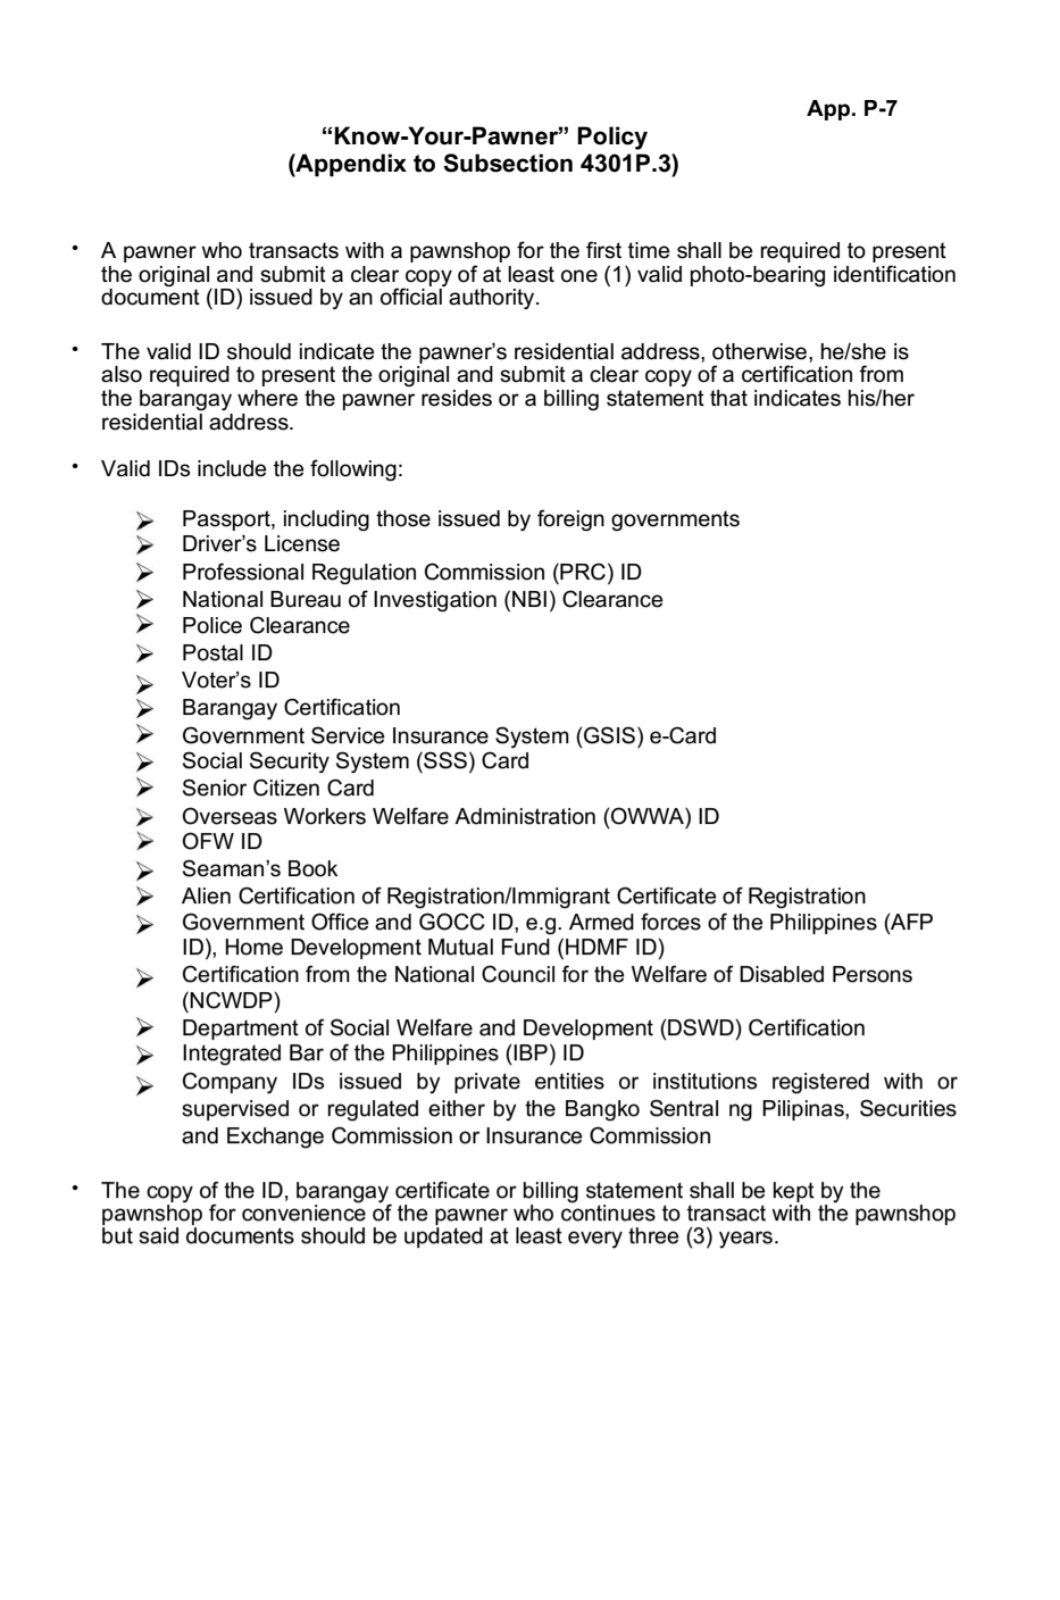 App. P-7
“Know-Your-Pawner” Policy
(Appendix to Subsection 4301P.3)
• A pawner who transacts with a pawnshop for the first time shall be required to present
the original and submit a clear copy of at least one (1) valid photo-bearing identification
document (ID) issued by an official authority.
• The valid ID should indicate the pawner’s residential address, otherwise, he/she is
also required to present the original and submit a clear copy of a certification from
the barangay where the pawner resides or a billing statement that indicates his/her
residential address.
• Valid IDs include the following:
➢ Passport, including those issued by foreign governments
➢ Driver’s License
➢ Professional Regulation Commission (PRC) ID
➢ National Bureau of Investigation (NBI) Clearance
➢ Police Clearance
➢ Postal ID
➢ Voter’s ID
➢ Barangay Certification
➢ Government Service Insurance System (GSIS) e-Card
➢ Social Security System (SSS) Card
➢ Senior Citizen Card
➢ Overseas Workers Welfare Administration (OWWA) ID
➢ OFW ID
➢ Seaman’s Book
➢ Alien Certification of Registration/Immigrant Certificate of Registration
➢ Government Office and GOCC ID, e.g. Armed forces of the Philippines (AFP
ID), Home Development Mutual Fund (HDMF ID)
➢ Certification from the National Council for the Welfare of Disabled Persons
(NCWDP)
➢ Department of Social Welfare and Development (DSWD) Certification
➢ Integrated Bar of the Philippines (IBP) ID
➢ Company IDs issued by private entities or institutions registered with or
supervised or regulated either by the Bangko Sentral ng Pilipinas, Securities
and Exchange Commission or Insurance Commission
• The copy of the ID, barangay certificate or billing statement shall be kept by the
pawnshop for convenience of the pawner who continues to transact with the pawnshop
but said documents should be updated at least every three (3) years.